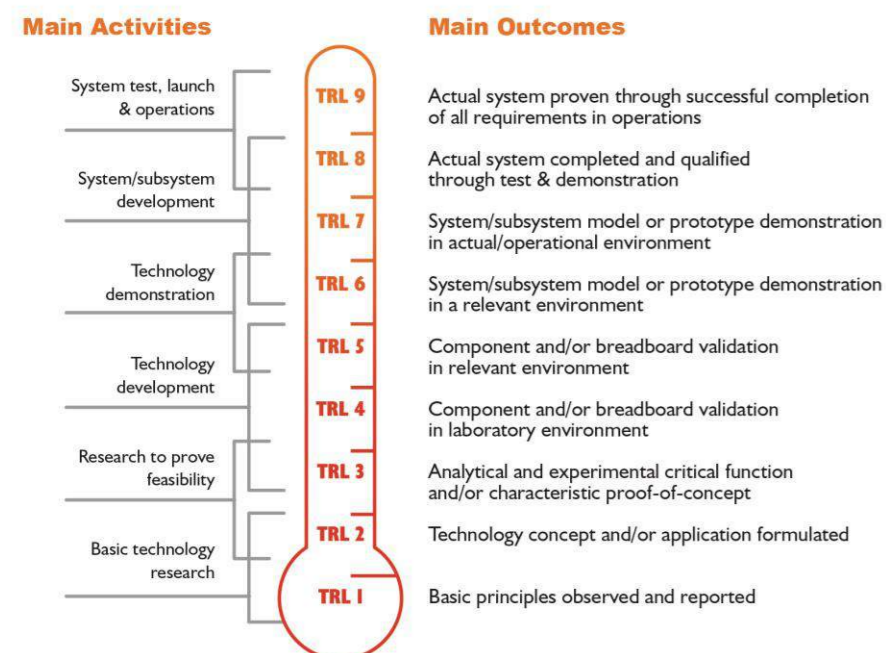 Main Activities
System test, launch
& operations
System/subsystem
development
Technology
demonstration
Technology
development
Research to prove
feasibility
Basic technology
research
TRL 9
TRL 8
TRL 7
TRL 6
TRL 5
TRL 4
TRL 3
TRL 2
TRL 1
Main Outcomes
Actual system proven through successful completion
of all requirements in operations
Actual system completed and qualified
through test & demonstration
System/subsystem model or prototype demonstration
in actual/operational environment
System/subsystem model or prototype demonstration
in a relevant environment
Component and/or breadboard validation
in relevant environment
Component and/or breadboard validation
in laboratory environment
Analytical and experimental critical function
and/or characteristic proof-of-concept
Technology concept and/or application formulated
Basic principles observed and reported